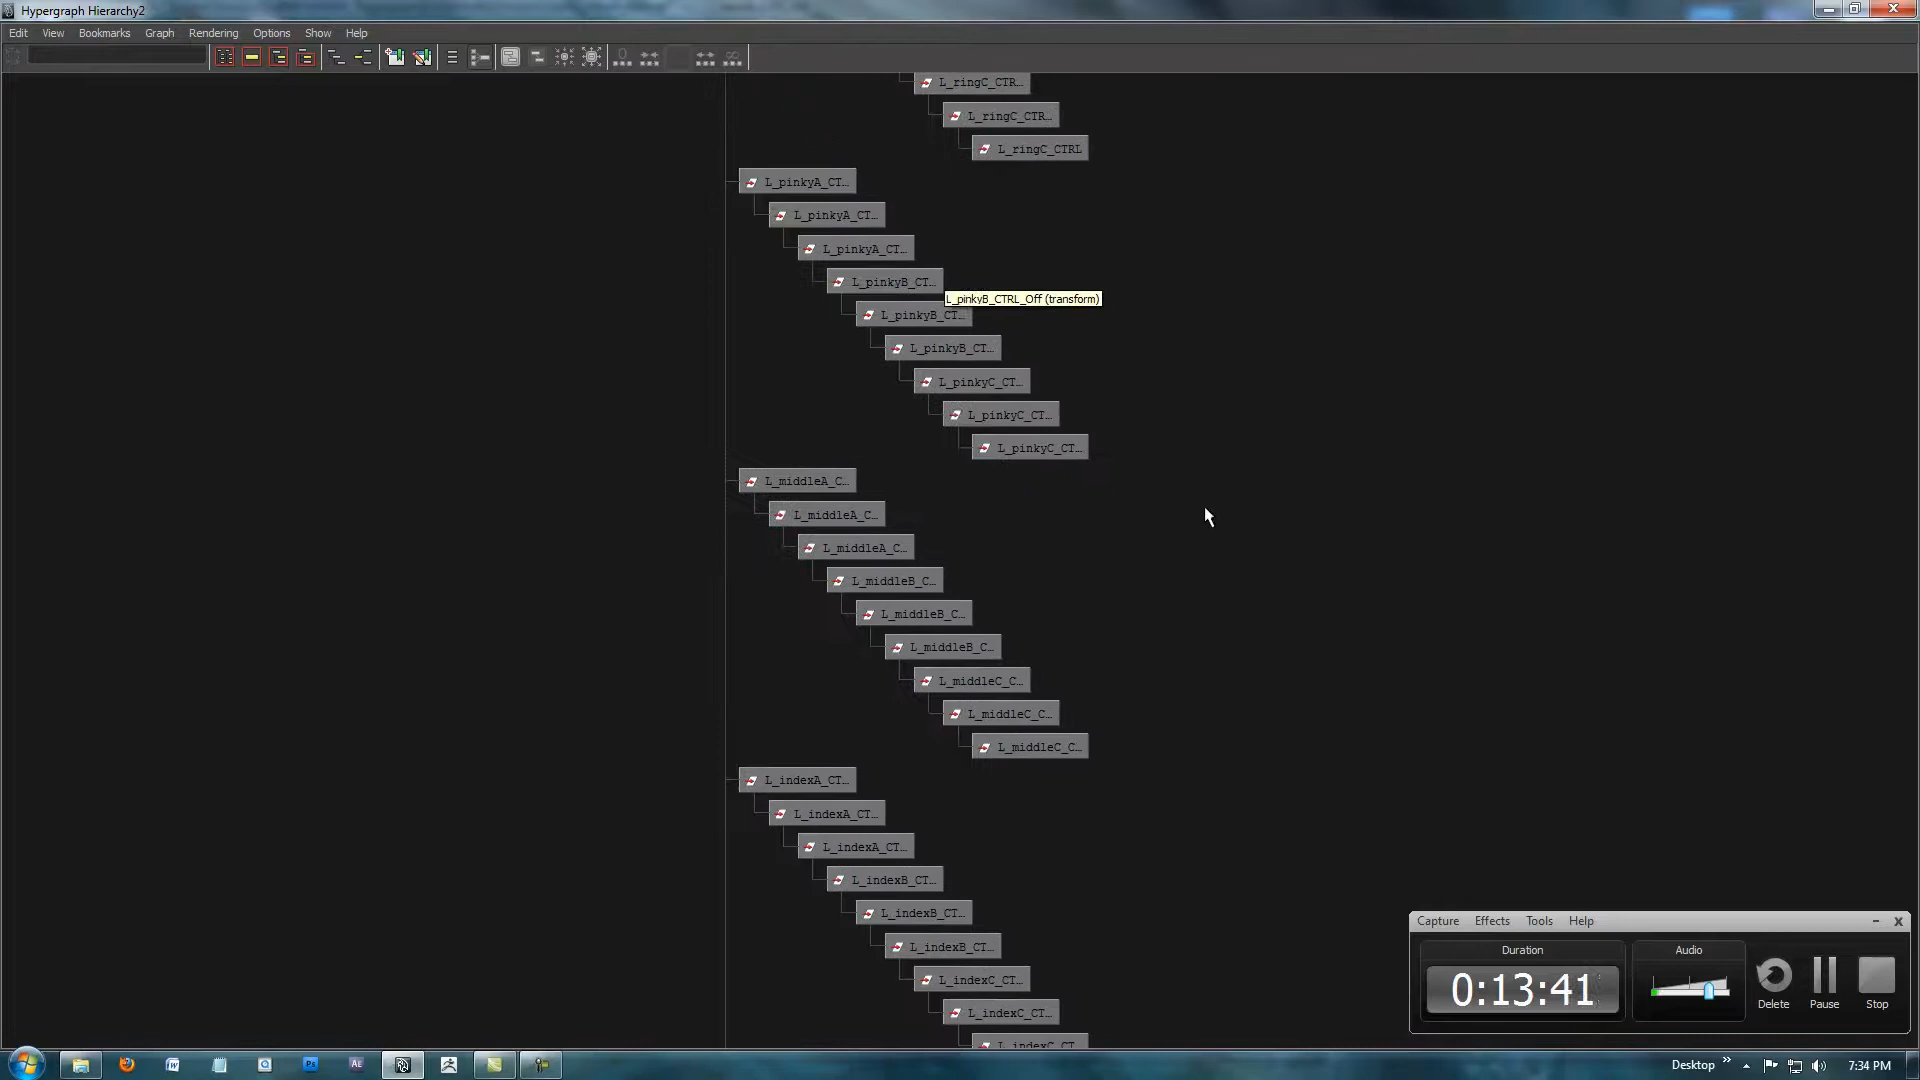 Hypergraph Hierarchy2
Edit View Bookmarks Graph Rendering Options Show Help
L_ringC_CTR...
L_ringC_CTR...
L_ringC_CTRL
L_pinkyA_CT...
L_pinkyA_CT...
L_pinkyA_CT...
L_pinkyB_CT...
L_pinkyB_CTRL_Off (transform)
L_pinkyB_CT...
L_pinkyB_CT...
L_pinkyC_CT...
L_pinkyC_CT...
L_pinkyC_CT...
L_middleA_C...
L_middleA_C...
L_middleA_C...
L_middleB_C...
L_middleB_C...
L_middleB_C...
L_middleC_C...
L_middleC_C...
L_middleC_C...
L_indexA_CT...
L_indexA_CT...
L_indexA_CT...
L_indexB_CT...
L_indexB_CT...
L_indexB_CT...
L_indexC_CT...
L_indexC_CT...
L_indexC_CT...
Capture Effects Tools Help
Duration Audio
0:13:41
Delete Pause Stop
Desktop 7:34 PM